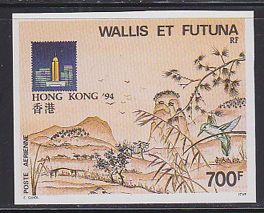 WALLIS ET FUTUNA
RF
HONG KONG '94
香港
POSTE AERIENNE
700F